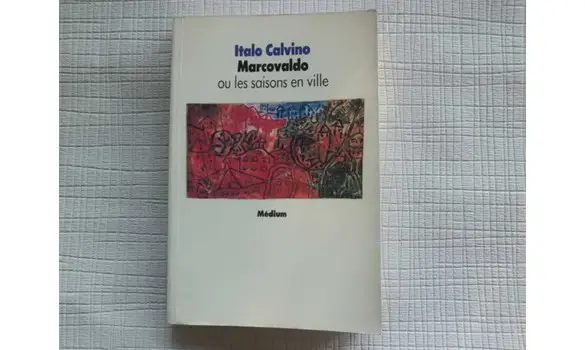 Italo Calvino
Marcovaldo
ou les saisons en ville
Médium